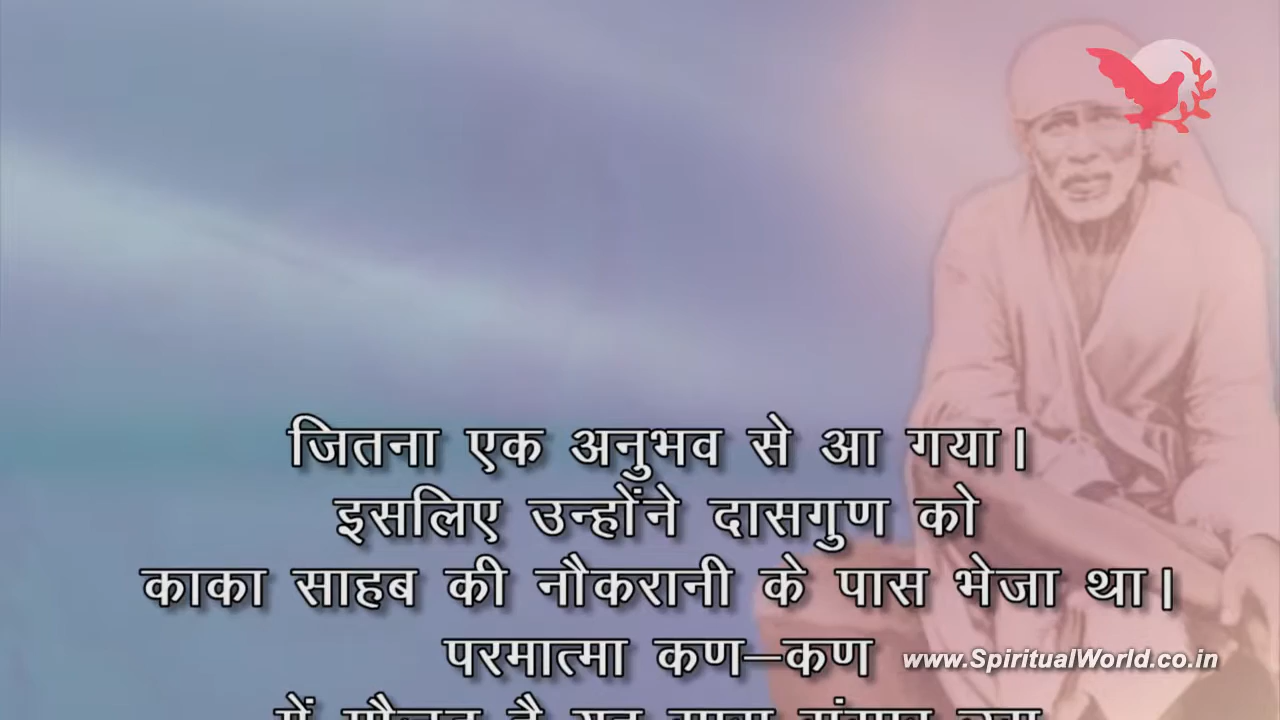 जितना एक अनुभव से आ गया।
इसलिए उन्होंने दासगुण को
काका साहब की नौकरानी के पास भेजा था।
परमात्मा कण–कण
www.SpiritualWorld.co.in